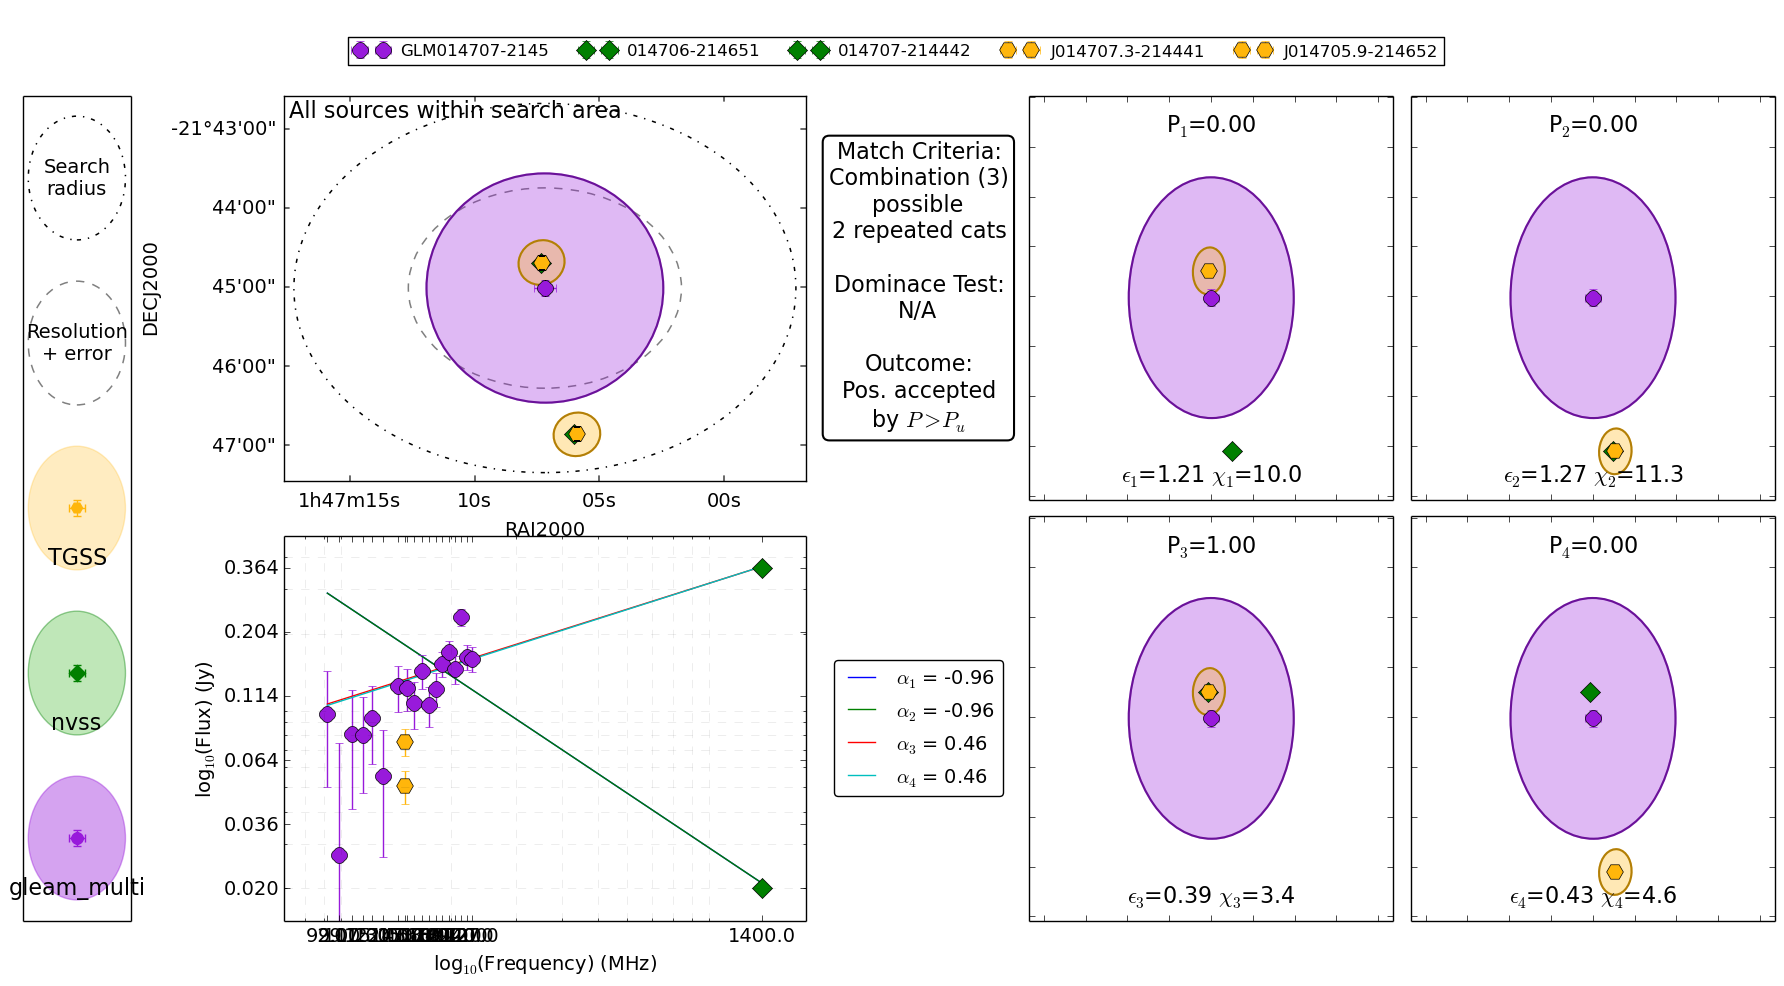 GLM014707-2145 014706-214651 014707-214442 J014707.3-214441 J014705.9-214652
Search
radius
Resolution
+ error
TGSS
nvss
gleam_multi
All sources within search area
-21°43'00"
44'00"
45'00"
46'00"
47'00"
DECJ2000
1h47m15s 10s 05s 00s
RAJ2000
Match Criteria:
Combination (3)
possible
2 repeated cats
Dominace Test:
N/A
Outcome:
Pos. accepted
by P>Pu
P1=0.00
ϵ1=1.21 χ1=10.0
P2=0.00
ϵ2=1.27 χ2=11.3
0.364
0.204
0.114
0.064
0.036
0.020
log10(Flux) (Jy)
1400.0
log10(Frequency) (MHz)
α1 = -0.96
α2 = -0.96
α3 = 0.46
α4 = 0.46
P3=1.00
ϵ3=0.39 χ3=3.4
P4=0.00
ϵ4=0.43 χ4=4.6